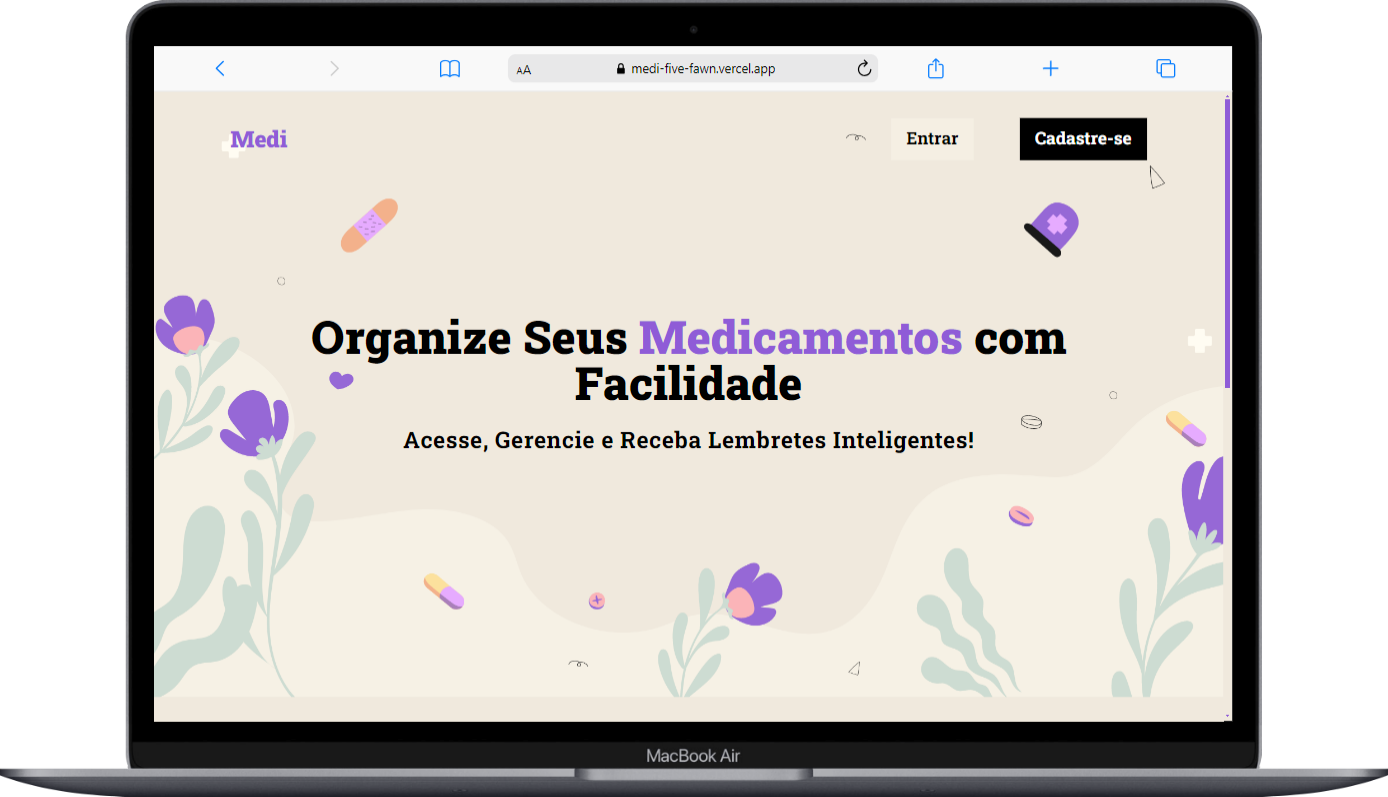 AA medi-five-fawn.vercel.app
Medi
Entrar
Cadastre-se
Organize Seus Medicamentos com
Facilidade
Acesse, Gerencie e Receba Lembretes Inteligentes!
MacBook Air